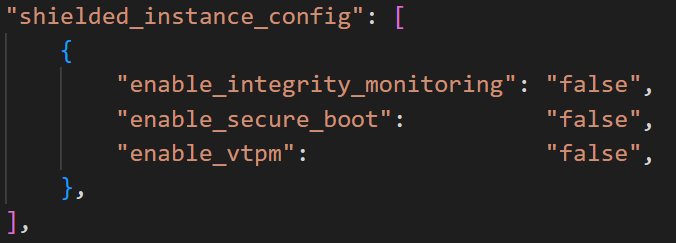 "shielded_instance_config": [
    {
        "enable_integrity_monitoring": "false",
        "enable_secure_boot":          "false",
        "enable_vtpm":                 "false",
    },
],